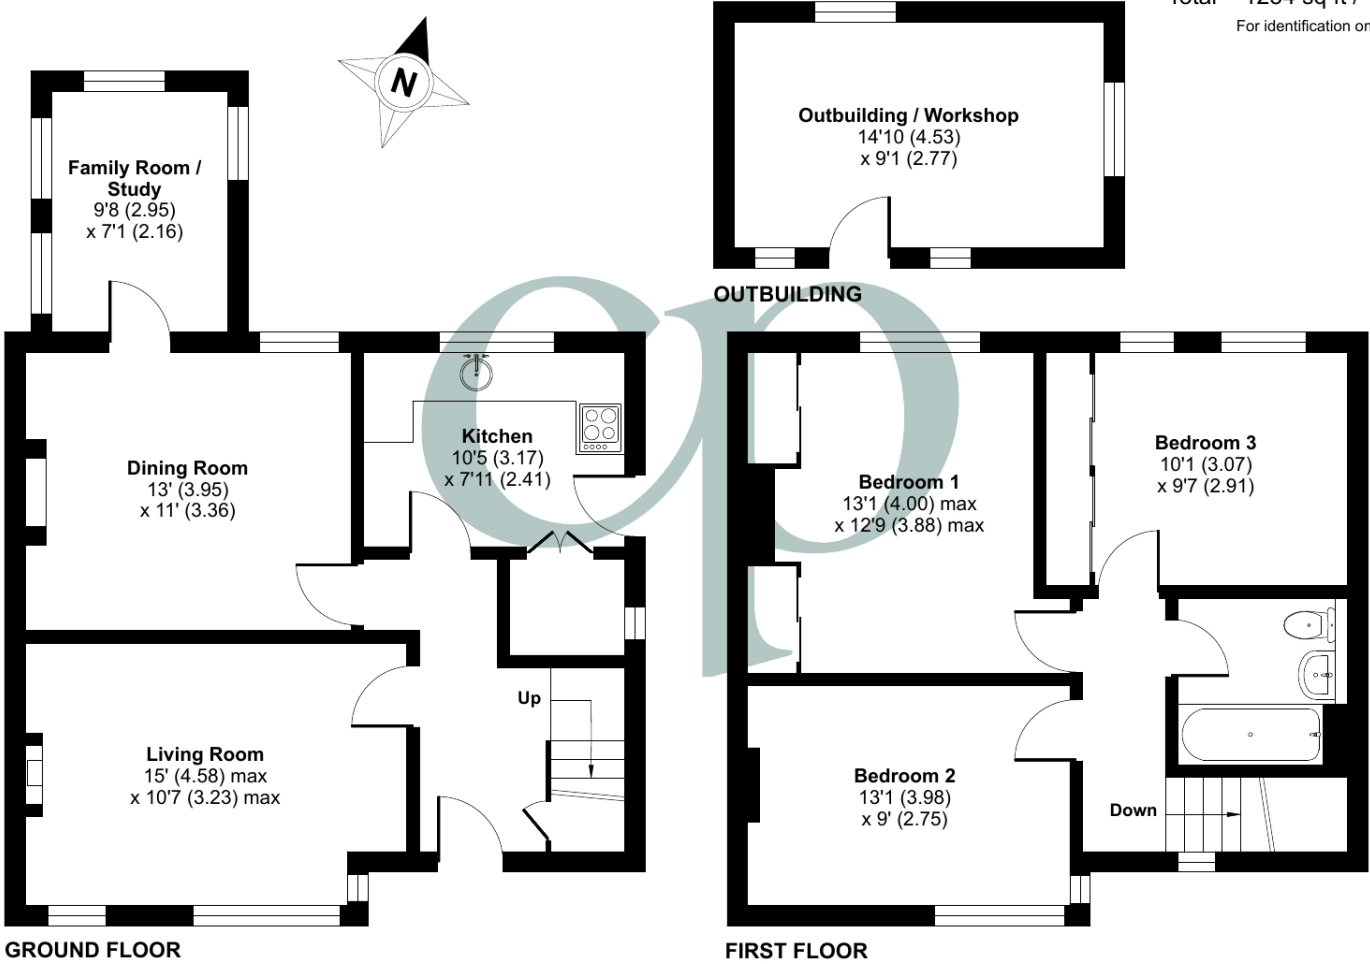 For identification on
N
Outbuilding / Workshop
14'10 (4.53)
x 9'1 (2.77)
OUTBUILDING
Family Room /
Study
9'8 (2.95)
x 7'1 (2.16)
Dining Room
13' (3.95)
x 11' (3.36)
Kitchen
10'5 (3.17)
x 7'11 (2.41)
Living Room
15' (4.58) max
x 10'7 (3.23) max
Up
GROUND FLOOR
Bedroom 1
13'1 (4.00) max
x 12'9 (3.88) max
Bedroom 3
10'1 (3.07)
x 9'7 (2.91)
Bedroom 2
13'1 (3.98)
x 9' (2.75)
Down
FIRST FLOOR
op